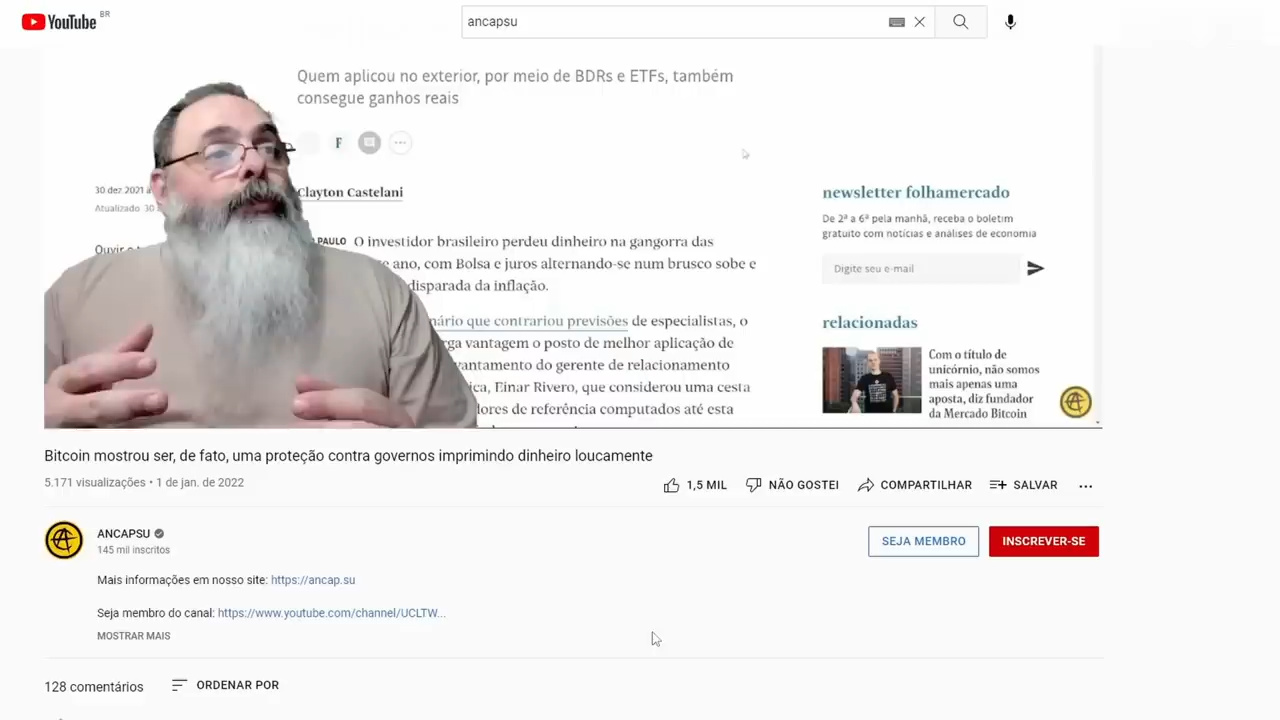 YouTube BR
ancapsu
Quem aplicou no exterior, por meio de BDRs e ETFs, também
consegue ganhos reais
F
30 dez.2021 à
Atualizado 30
Clayton Castelani
PAULO O investidor brasileiro perdeu dinheiro na gangorra das
e ano, com Bolsa e juros alternando-se num brusco sobe e
disparada da inflação.
nário que contrariou previsões de especialistas, o
rga vantagem o posto de melhor aplicação de
vantamento do gerente de relacionamento
ica, Einar Rivero, que considerou uma cesta
dores de referência computados até esta
newsletter folhamercado
De 2ª a 6ª pela manhã, receba o boletim
gratuito com notícias e análises de economia
Digite seu e-mail
relacionadas
Com o título de
unicórnio, não somos
mais apenas uma
aposta, diz fundador
da Mercado Bitcoin
Bitcoin mostrou ser, de fato, uma proteção contra governos imprimindo dinheiro loucamente
5.171 visualizações • 1 de jan. de 2022
1,5 MIL
NÃO GOSTEI
COMPARTILHAR
SALVAR
ANCAPSU
145 mil inscritos
SEJA MEMBRO
INSCREVER-SE
Mais informações em nosso site: https://ancap.su
Seja membro do canal: https://www.youtube.com/channel/UCLTW...
MOSTRAR MAIS
128 comentários
ORDENAR POR